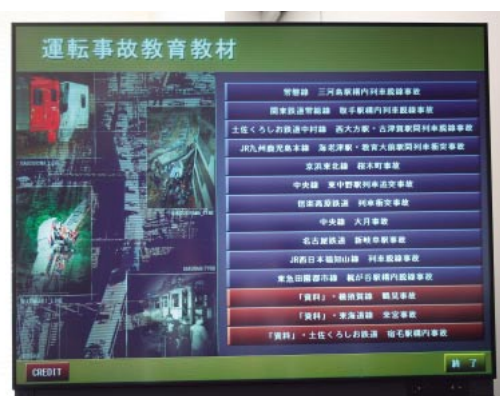 運転事故教育教材
常磐線 三河島駅構内列車脱線事故
関東鉄道常総線 取手駅構内列車脱線事故
土佐くろしお鉄道中村線 西大方駅・古津賀駅間列車脱線事故
JR九州鹿児島本線 海老津駅・教育大前駅間列車衝突事故
京浜東北線 桜木町事故
中央線 東中野駅列車追突事故
信楽高原鉄道 列車衝突事故
中央線 大月事故
名古屋鉄道 新岐阜駅事故
JR西日本福知山線 列車脱線事故
東急田園都市線 梶が谷駅構内脱線事故
「資料」・横須賀線 鶴見事故
「資料」・東海道線 来宮事故
「資料」・土佐くろしお鉄道 宿毛駅構内事故
CREDIT
終 了